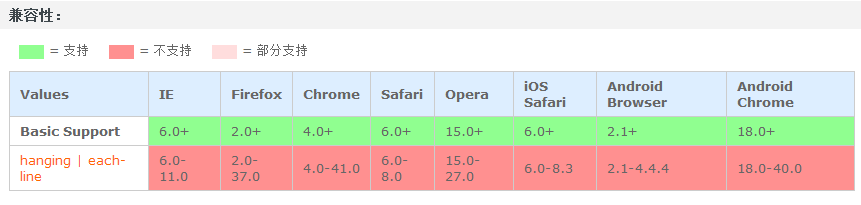 兼容性：
= 支持 = 不支持 = 部分支持
Values IE Firefox Chrome Safari Opera iOS Safari Android Browser Android Chrome
Basic Support 6.0+ 2.0+ 4.0+ 6.0+ 15.0+ 6.0+ 2.1+ 18.0+
hanging | each-line 6.0-11.0 2.0-37.0 4.0-41.0 6.0-8.0 15.0-27.0 6.0-8.3 2.1-4.4.4 18.0-40.0